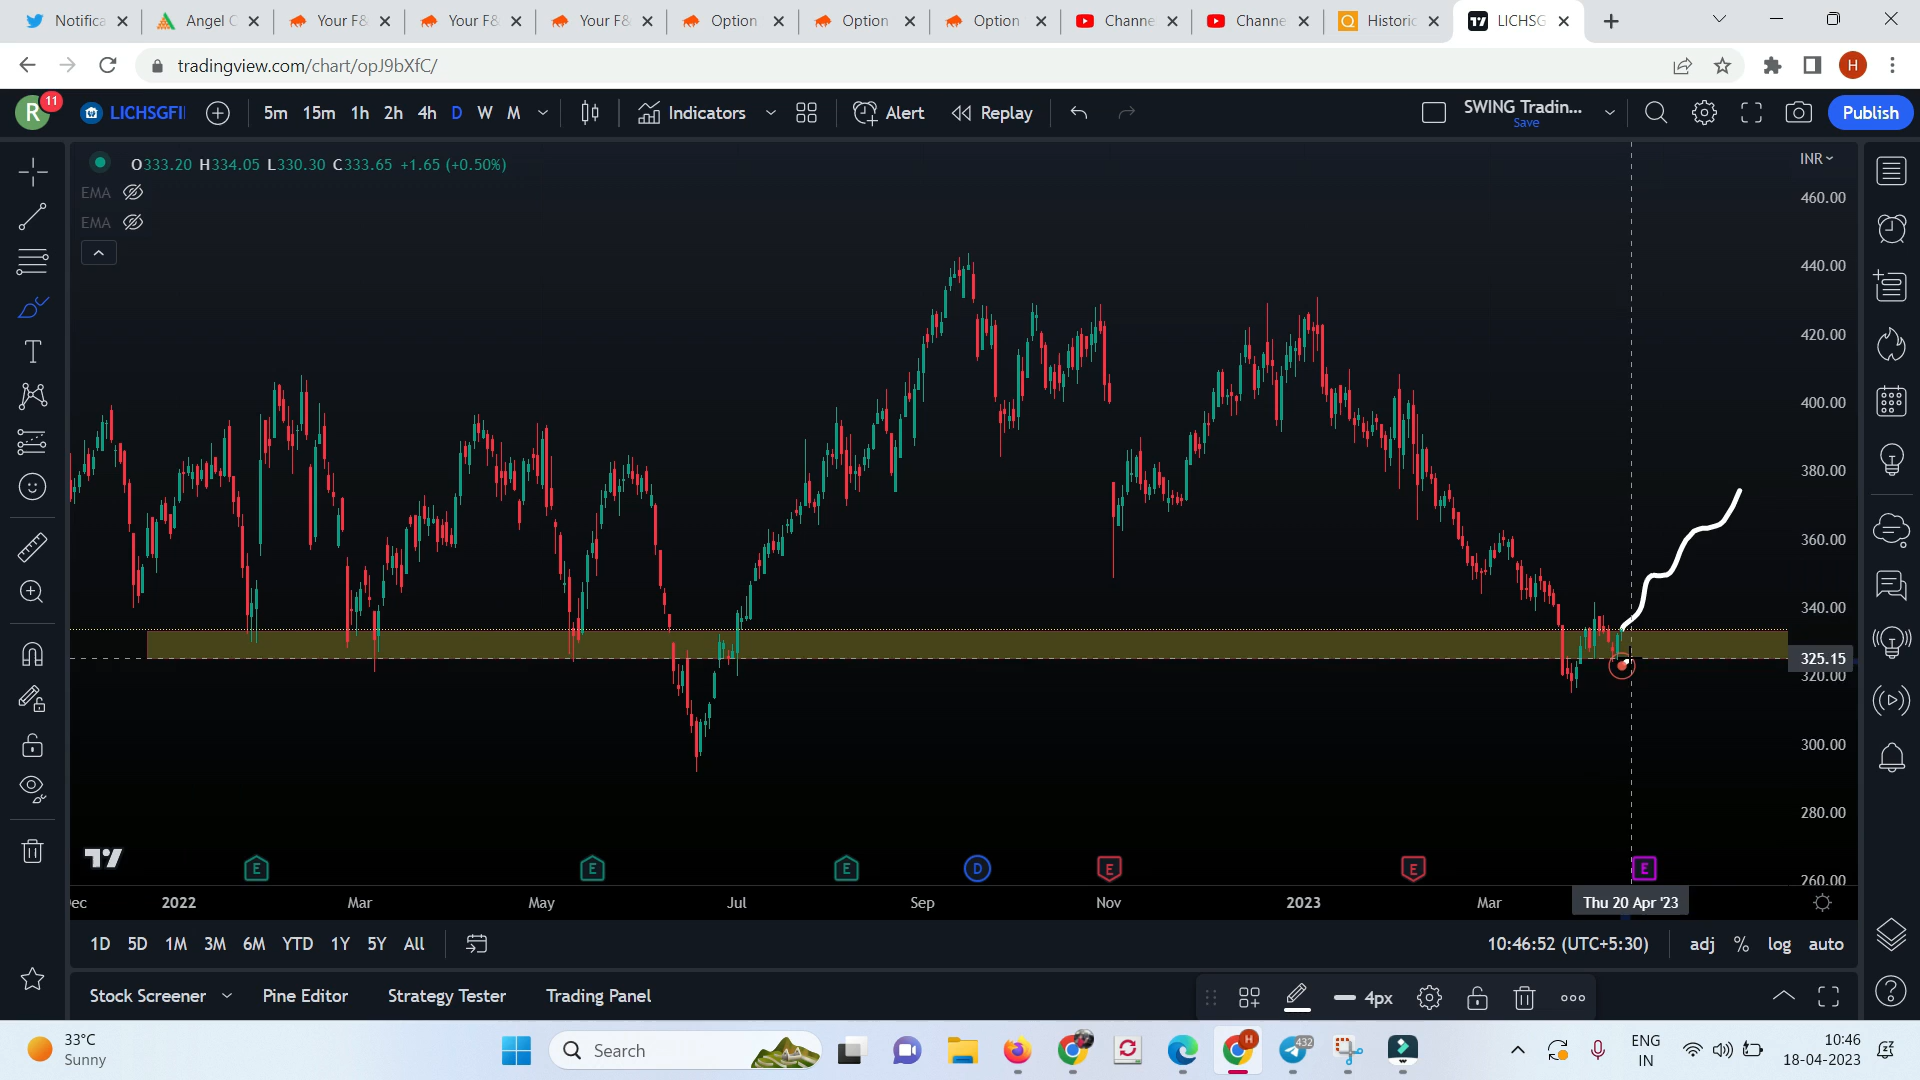 Notifica
Angel C
Your F&
Your F&
Your F&
Option
Option
Option
Channe
Channe
Historic
LICHSG
tradingview.com/chart/opJ9bXfC/
H
R 11
LICHSGFI
5m 15m 1h 2h 4h D W M
Indicators
Alert
Replay
SWING Tradin...
Save
Publish
O333.20 H334.05 L330.30 C333.65 +1.65 (+0.50%)
EMA
EMA
INR
460.00
440.00
420.00
400.00
380.00
360.00
340.00
325.15
320.00
300.00
280.00
260.00
E E E D E E E
2022 Mar May Jul Sep Nov 2023 Mar Thu 20 Apr '23
1D 5D 1M 3M 6M YTD 1Y 5Y All
10:46:52 (UTC+5:30)
adj % log auto
Stock Screener Pine Editor Strategy Tester Trading Panel
4px
33°C
Sunny
Search
H
432
ENG
IN
10:46
18-04-2023